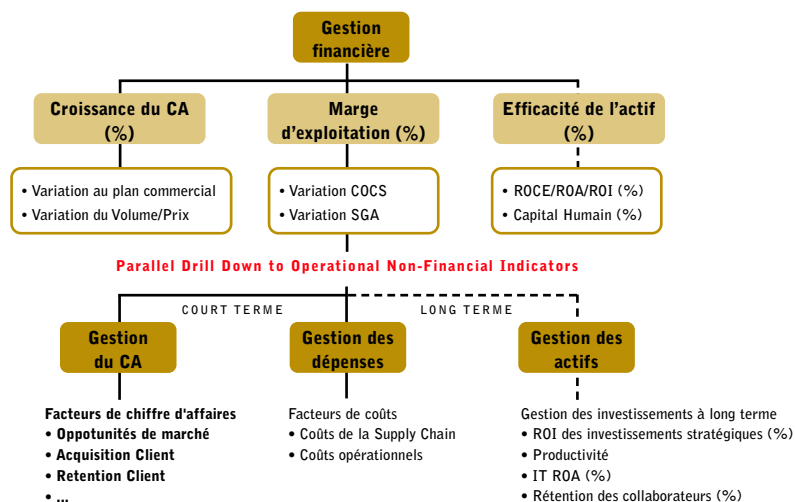 Gestion
financière
Croissance du CA
(%)
Marge
d'exploitation (%)
Efficacité de l'actif
(%)
• Variation au plan commercial
• Variation du Volume/Prix
• Variation COCS
• Variation SGA
• ROCE/ROA/ROI (%)
• Capital Humain (%)
Parallel Drill Down to Operational Non-Financial Indicators
COURT TERME
LONG TERME
Gestion
du CA
Gestion des
dépenses
Gestion des
actifs
Facteurs de chiffre d'affaires
• Oppotunités de marché
• Acquisition Client
• Retention Client
• ...
Facteurs de coûts
• Coûts de la Supply Chain
• Coûts opérationnels
Gestion des investissements à long terme
• ROI des investissements stratégiques (%)
• Productivité
• IT ROA (%)
• Rétention des collaborateurs (%)